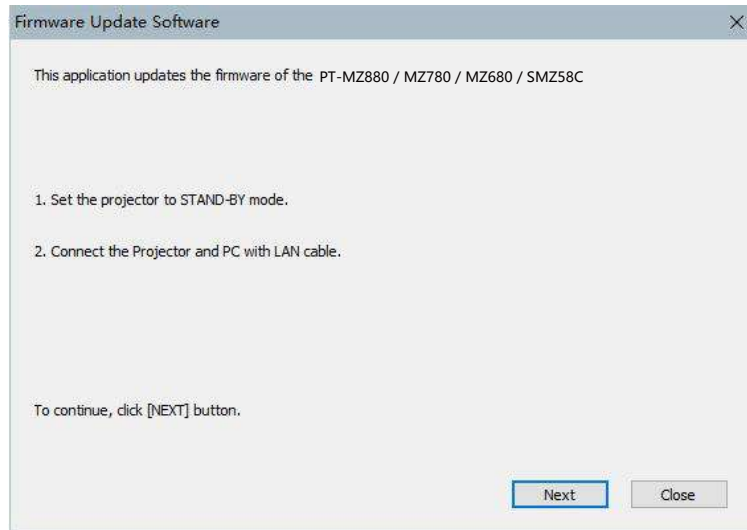 Firmware Update Software
This application updates the firmware of the PT-MZ880 / MZ780 / MZ680 / SMZ58C
1. Set the projector to STAND-BY mode.
2. Connect the Projector and PC with LAN cable.
To continue, click [NEXT] button.
Next
Close